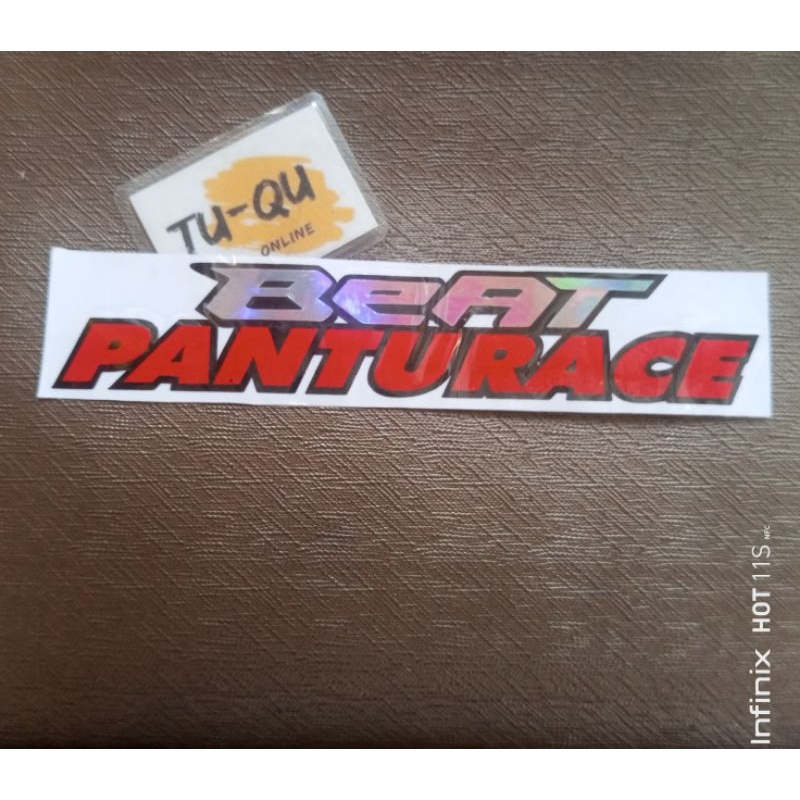 TU-QU
ONLINE
BeAT
PANTURACE
Infinix HOT 11S NFC